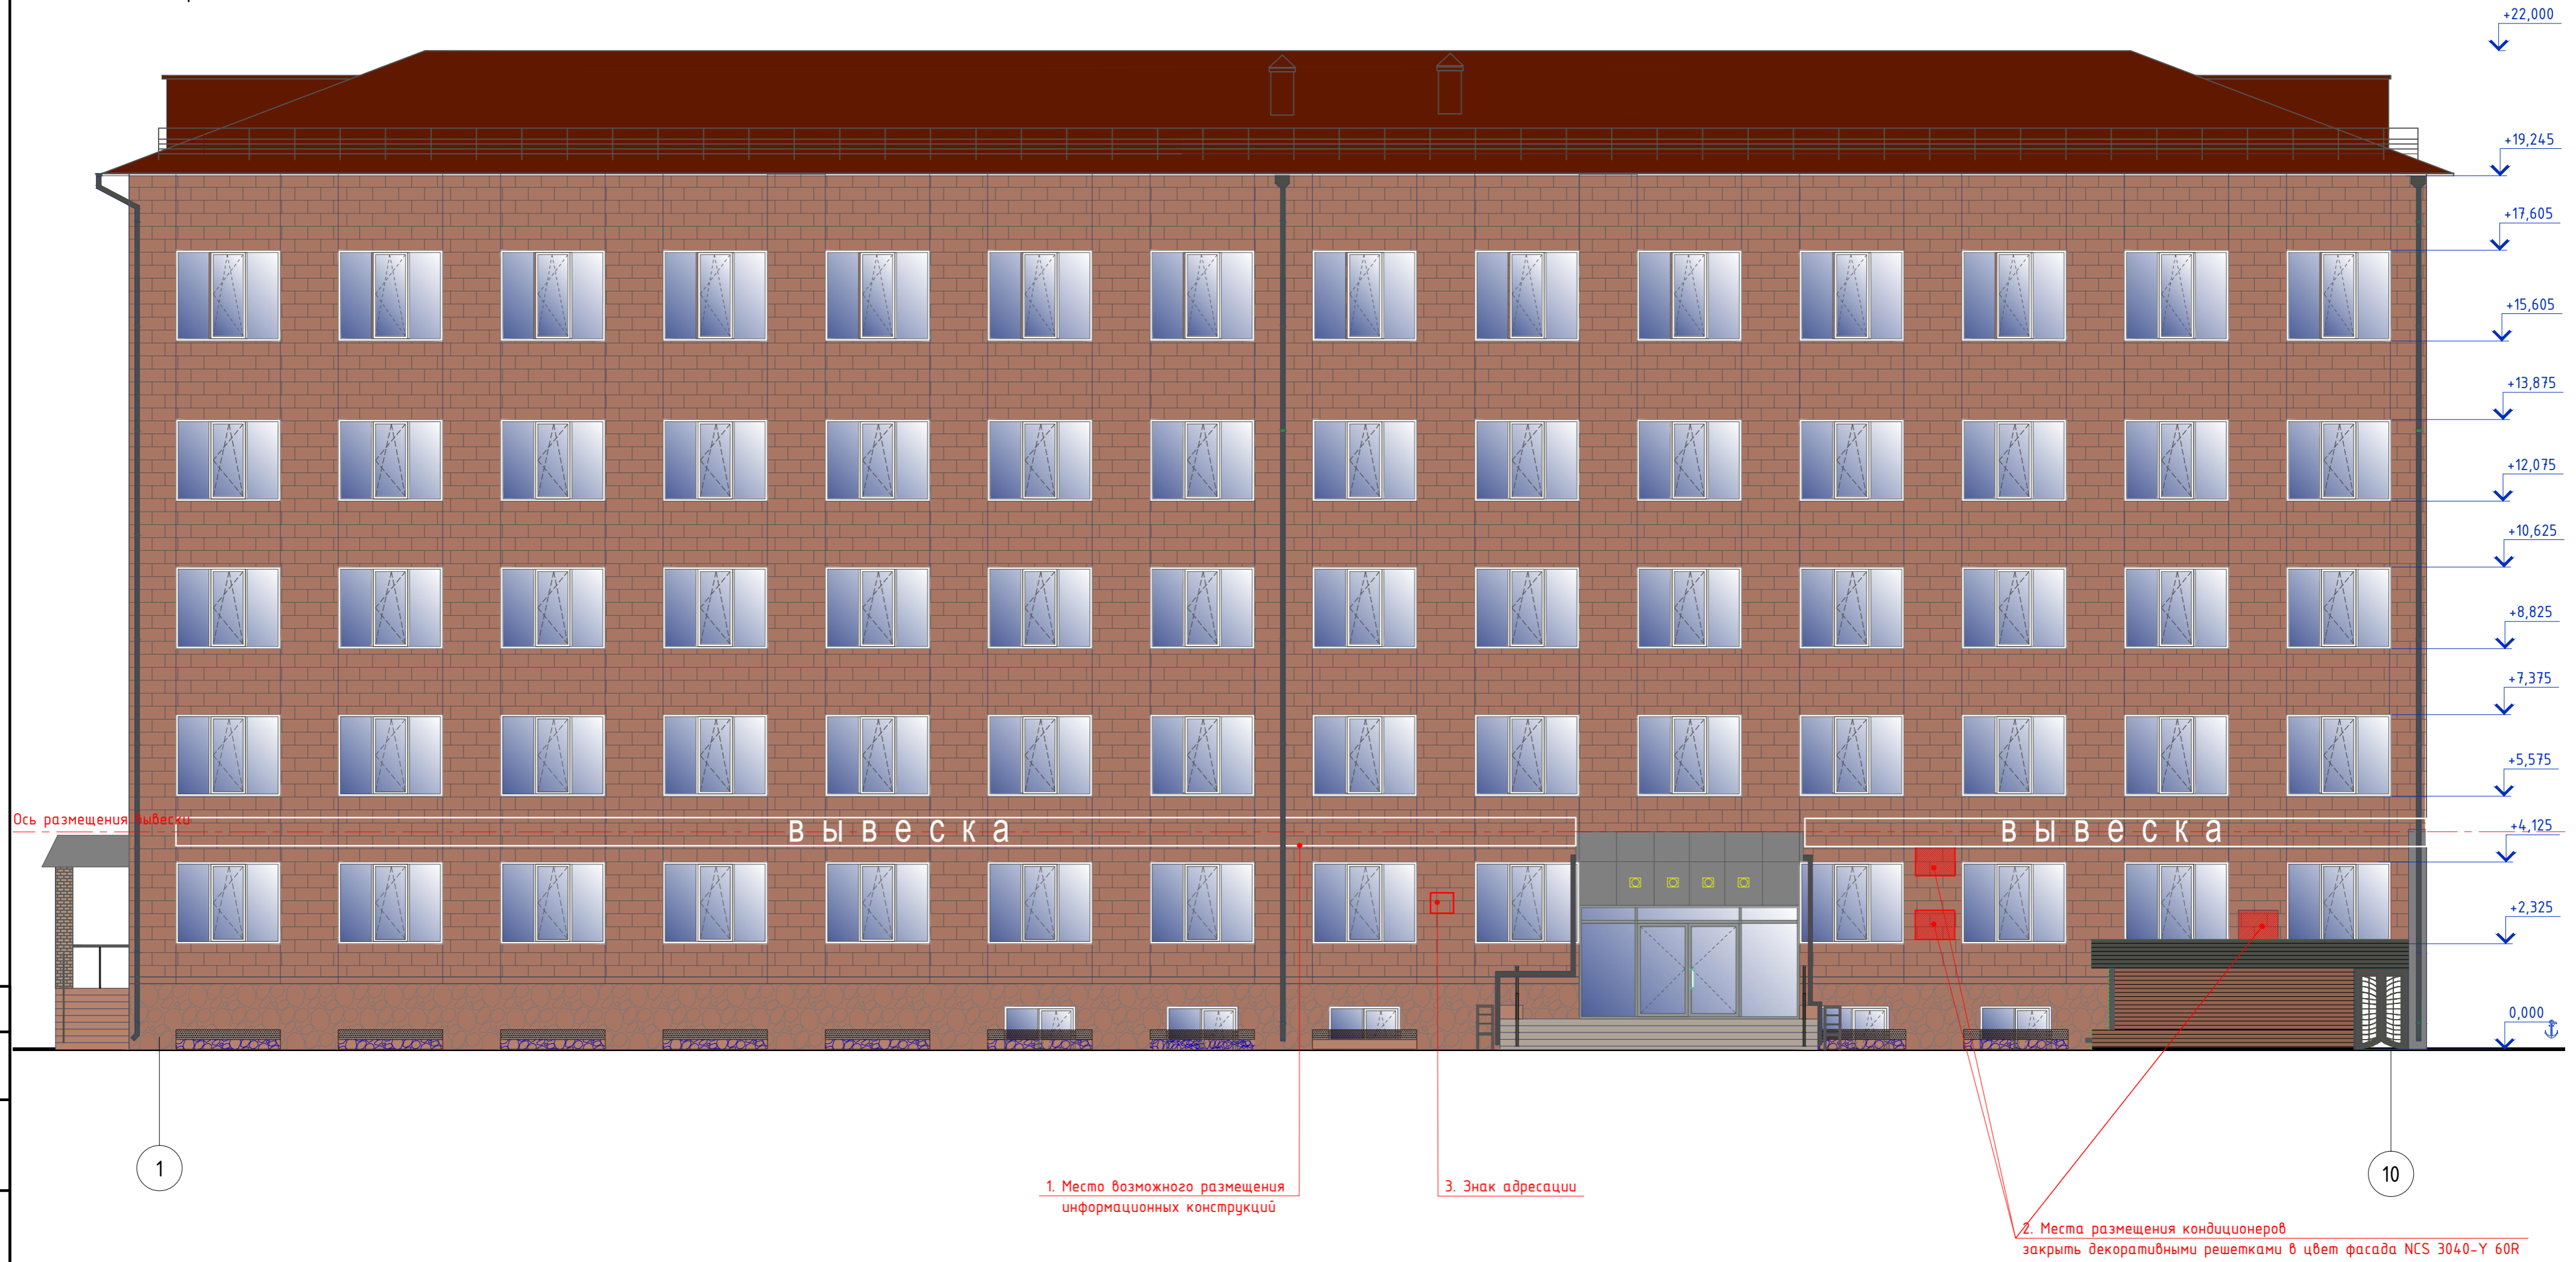 +22,000
+19,245
+17,605
+15,605
+13,875
+12,075
+10,625
+8,825
+7,375
+5,575
Ось размещения вывески
вывеска
вывеска
+4,125
+2,325
0,000
1
10
1. Место возможного размещения
информационных конструкций
3. Знак адресации
2. Места размещения кондиционеров
закрыть декоративными решетками в цвет фасада NCS 3040-Y 60R